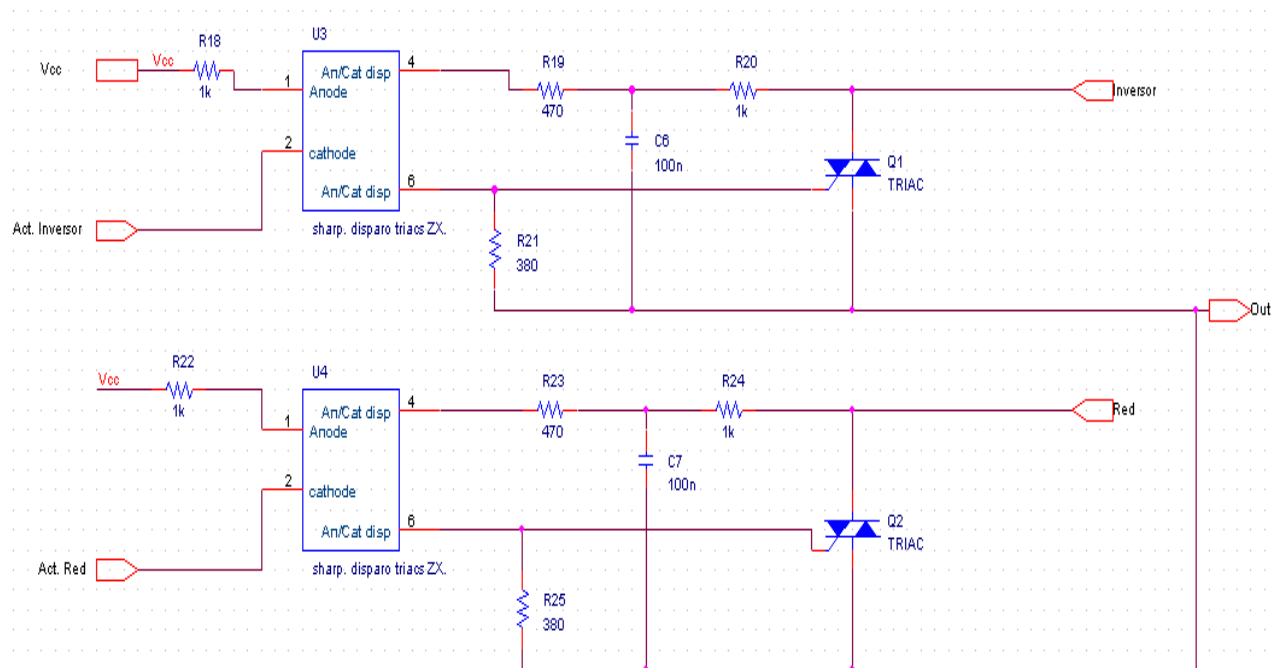 R18
Vcc
Vcc
1k
U3
1
An/Cat disp
4
Anode
2
cathode
An/Cat disp
6
sharp. disparo triacs ZX.
Act. Inversor
R19
470
R20
1k
C6
100n
R21
380
Q1
TRIAC
Inversor
Out
R22
Vcc
1k
U4
1
An/Cat disp
4
Anode
2
cathode
An/Cat disp
6
sharp. disparo triacs ZX.
Act. Red
R23
470
R24
1k
C7
100n
R25
380
Q2
TRIAC
Red